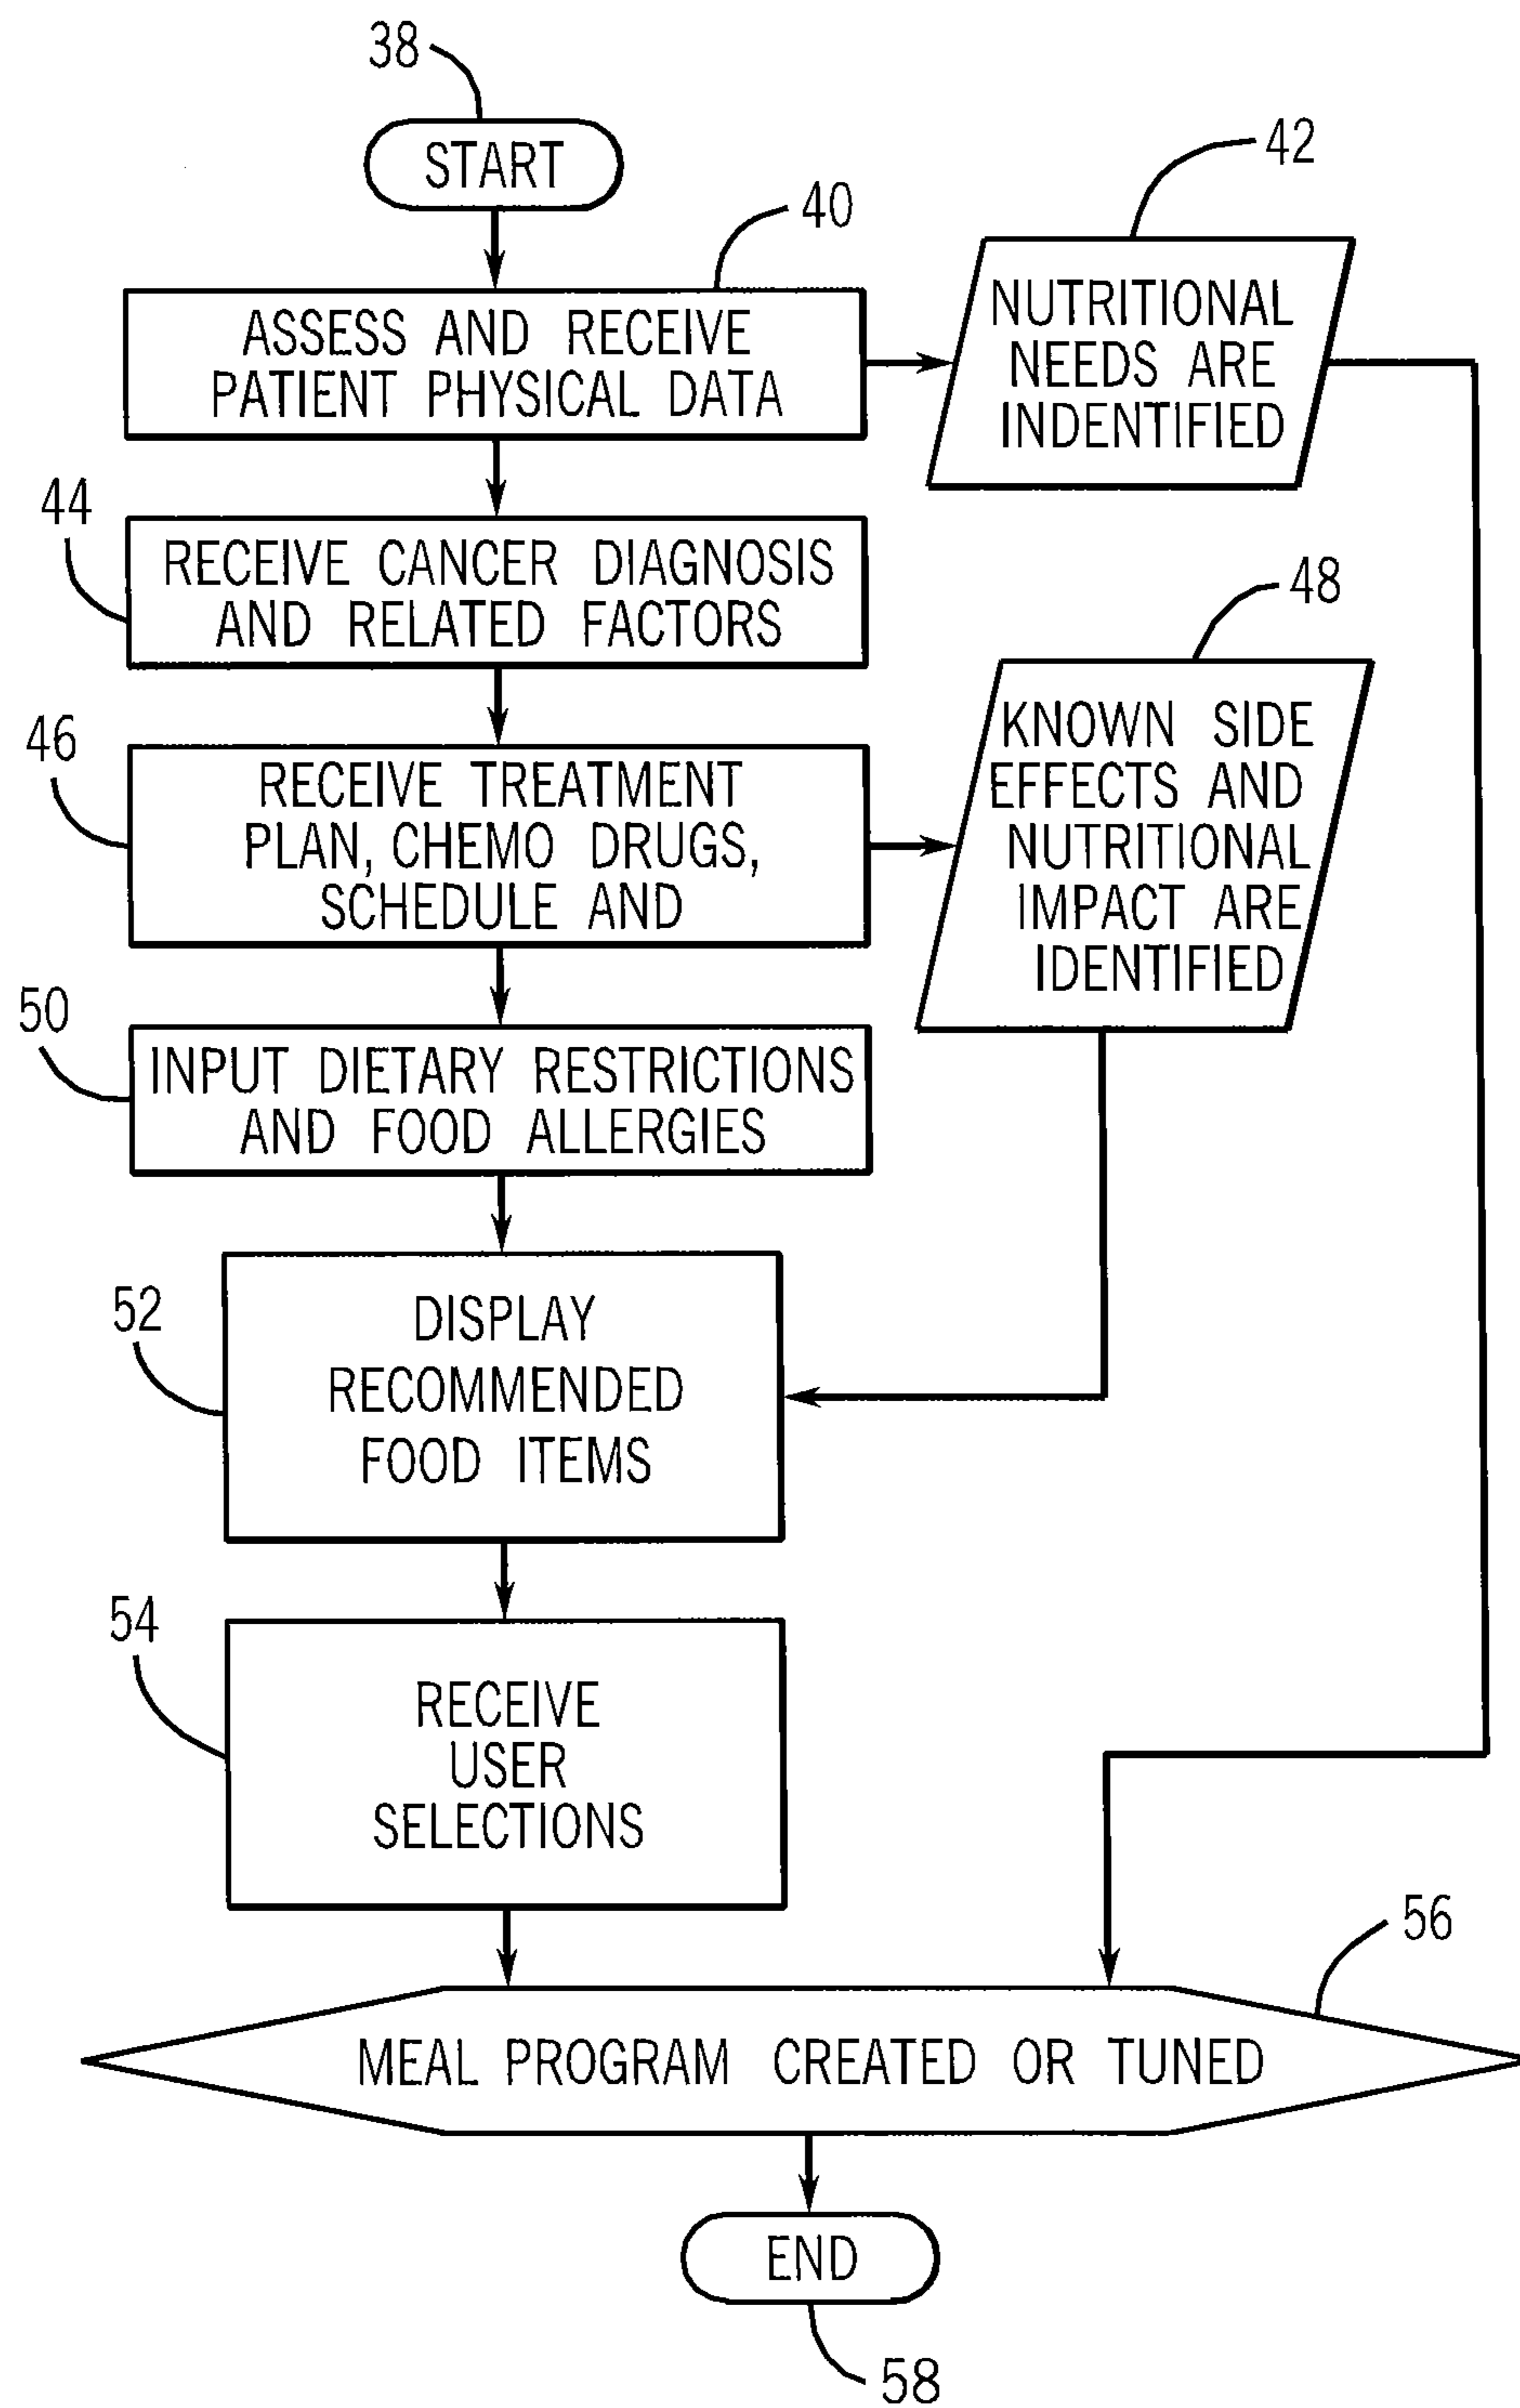 38
START
40
42
ASSESS AND RECEIVE
PATIENT PHYSICAL DATA
NUTRITIONAL
NEEDS ARE
INDENTIFIED
44
RECEIVE CANCER DIAGNOSIS
AND RELATED FACTORS
46
RECEIVE TREATMENT
PLAN, CHEMO DRUGS,
SCHEDULE AND
48
KNOWN SIDE
EFFECTS AND
NUTRITIONAL
IMPACT ARE
IDENTIFIED
50
INPUT DIETARY RESTRICTIONS
AND FOOD ALLERGIES
52
DISPLAY
RECOMMENDED
FOOD ITEMS
54
RECEIVE
USER
SELECTIONS
56
MEAL PROGRAM CREATED OR TUNED
END
58